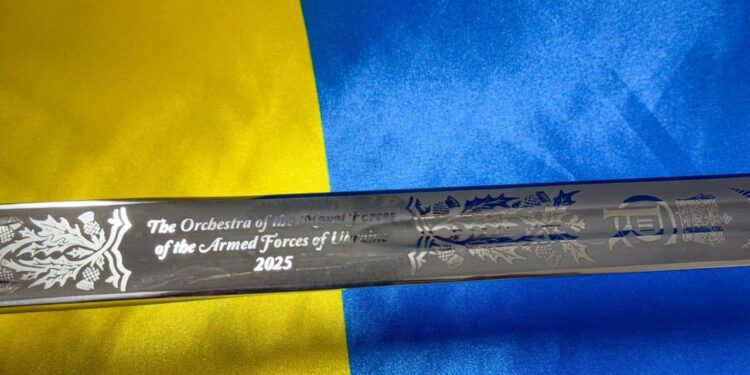 The Orchestra of the Naval Forces
of the Armed Forces of Ukraine
2025